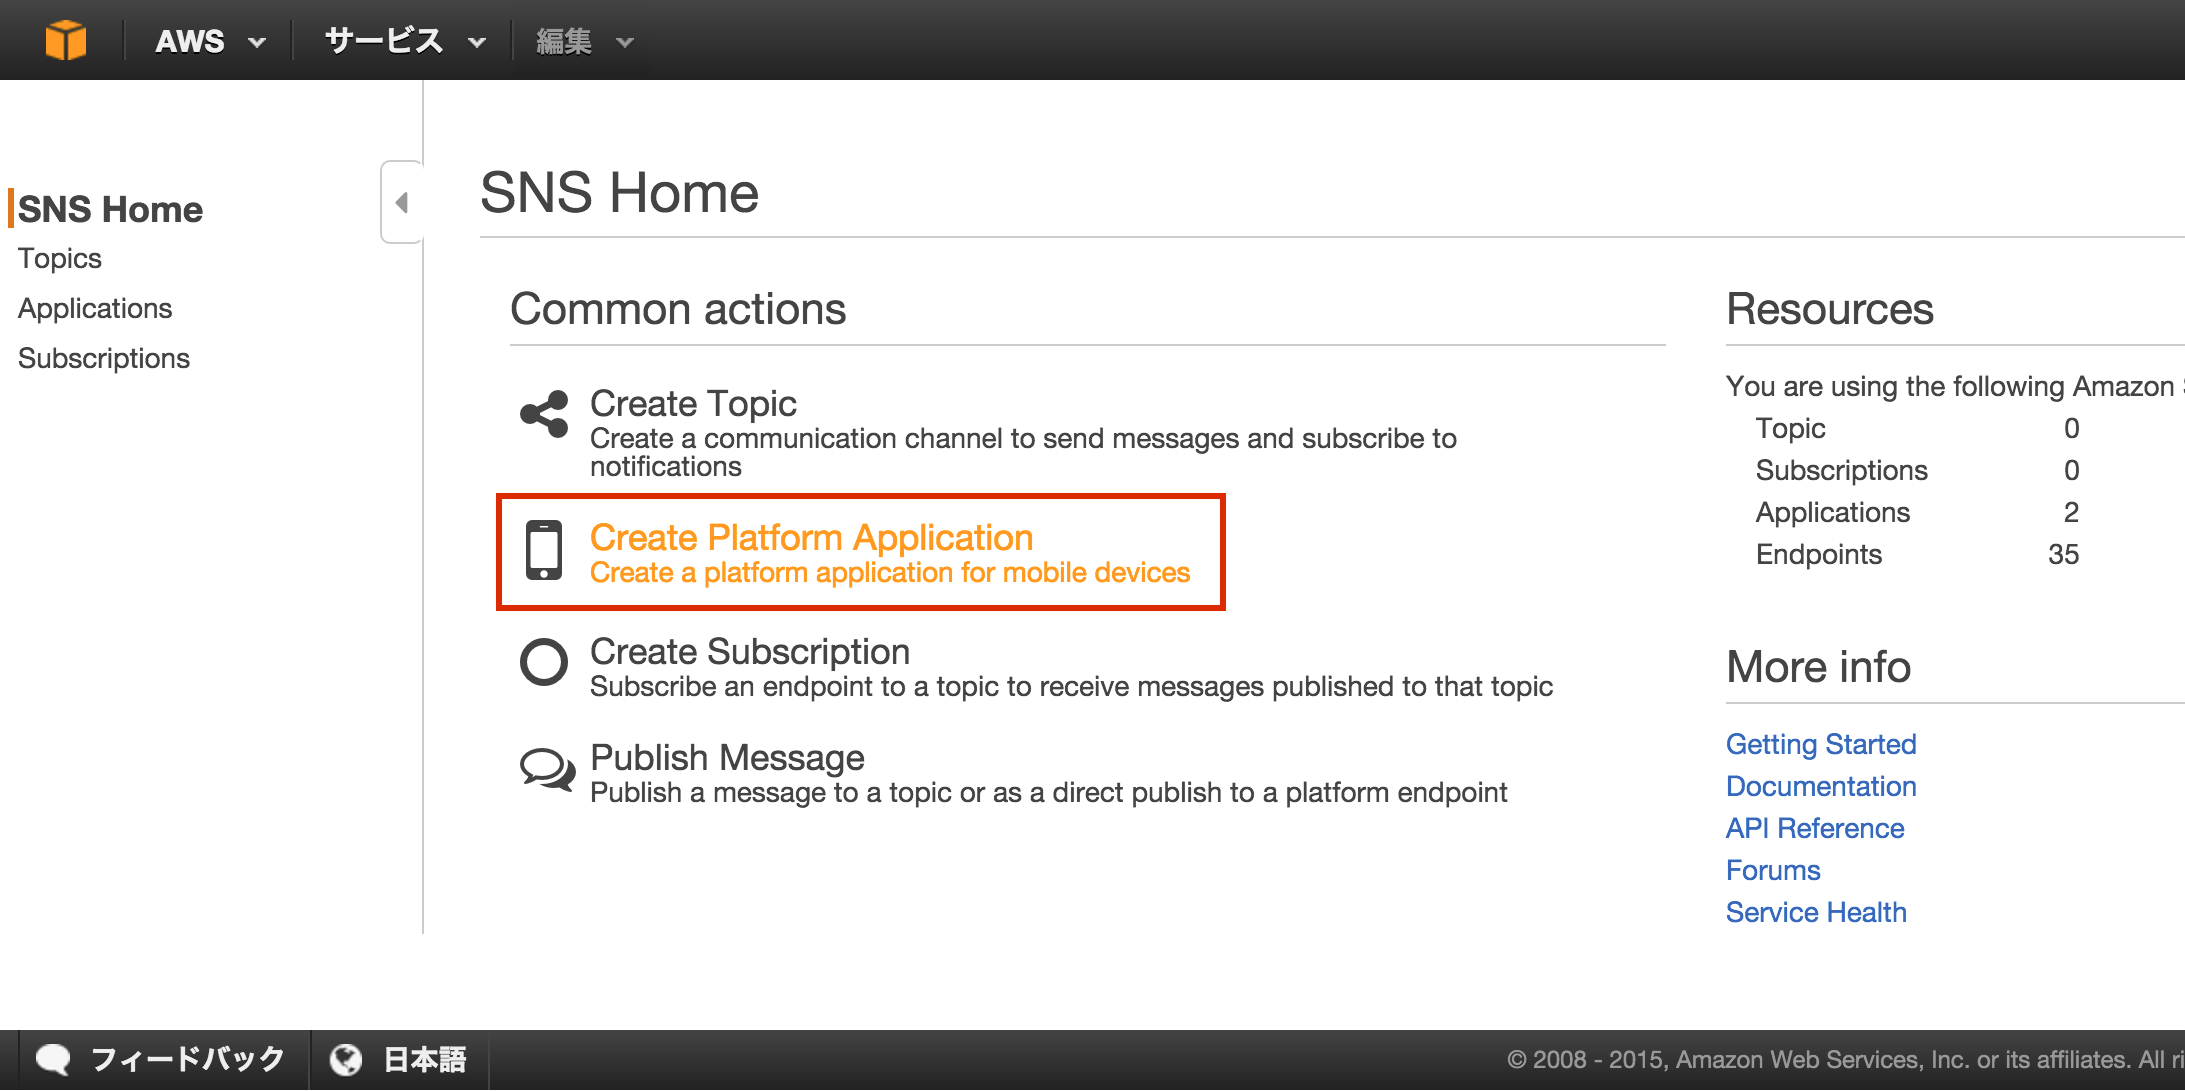 AWS サービス 編集
SNS Home
Topics
Applications
Subscriptions
SNS Home
Common actions
Create Topic
Create a communication channel to send messages and subscribe to
notifications
Create Platform Application
Create a platform application for mobile devices
Create Subscription
Subscribe an endpoint to a topic to receive messages published to that topic
Publish Message
Publish a message to a topic or as a direct publish to a platform endpoint
Resources
You are using the following Amazon
Topic 0
Subscriptions 0
Applications 2
Endpoints 35
More info
Getting Started
Documentation
API Reference
Forums
Service Health
フィードバック 日本語
© 2008 - 2015, Amazon Web Services, Inc. or its affiliates. All ri